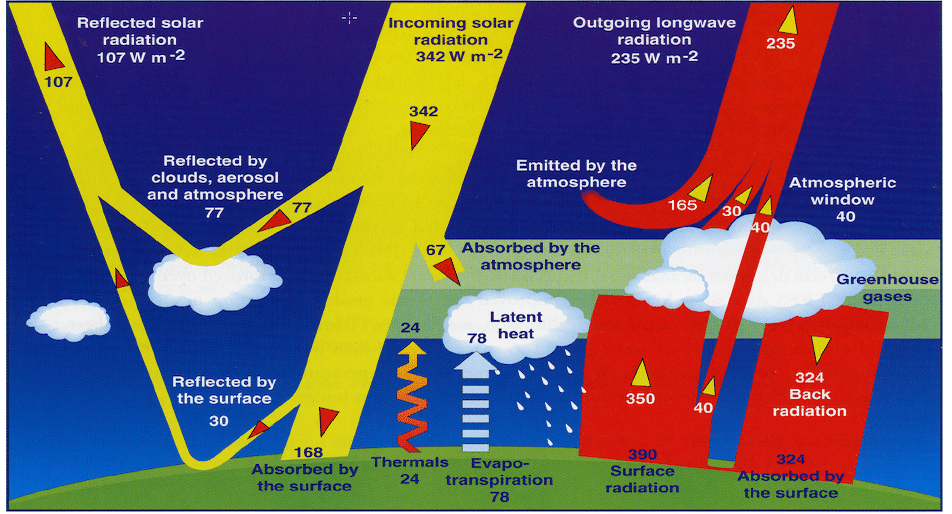 Reflected solar
radiation
107 W m-2
107
Incoming solar
radiation
342 W m-2
342
Outgoing longwave
radiation
235 W m-2
235
Reflected by
clouds, aerosol
and atmosphere
77
77
Emitted by the
atmosphere
165
30
40
Atmospheric
window
40
67
Absorbed by the
atmosphere
Greenhouse
gases
24
78
Latent
heat
Reflected by
the surface
30
350
40
324
Back
radiation
168
Absorbed by
the surface
Thermals
24
Evapo-
transpiration
78
390
Surface
radiation
324
Absorbed by
the surface